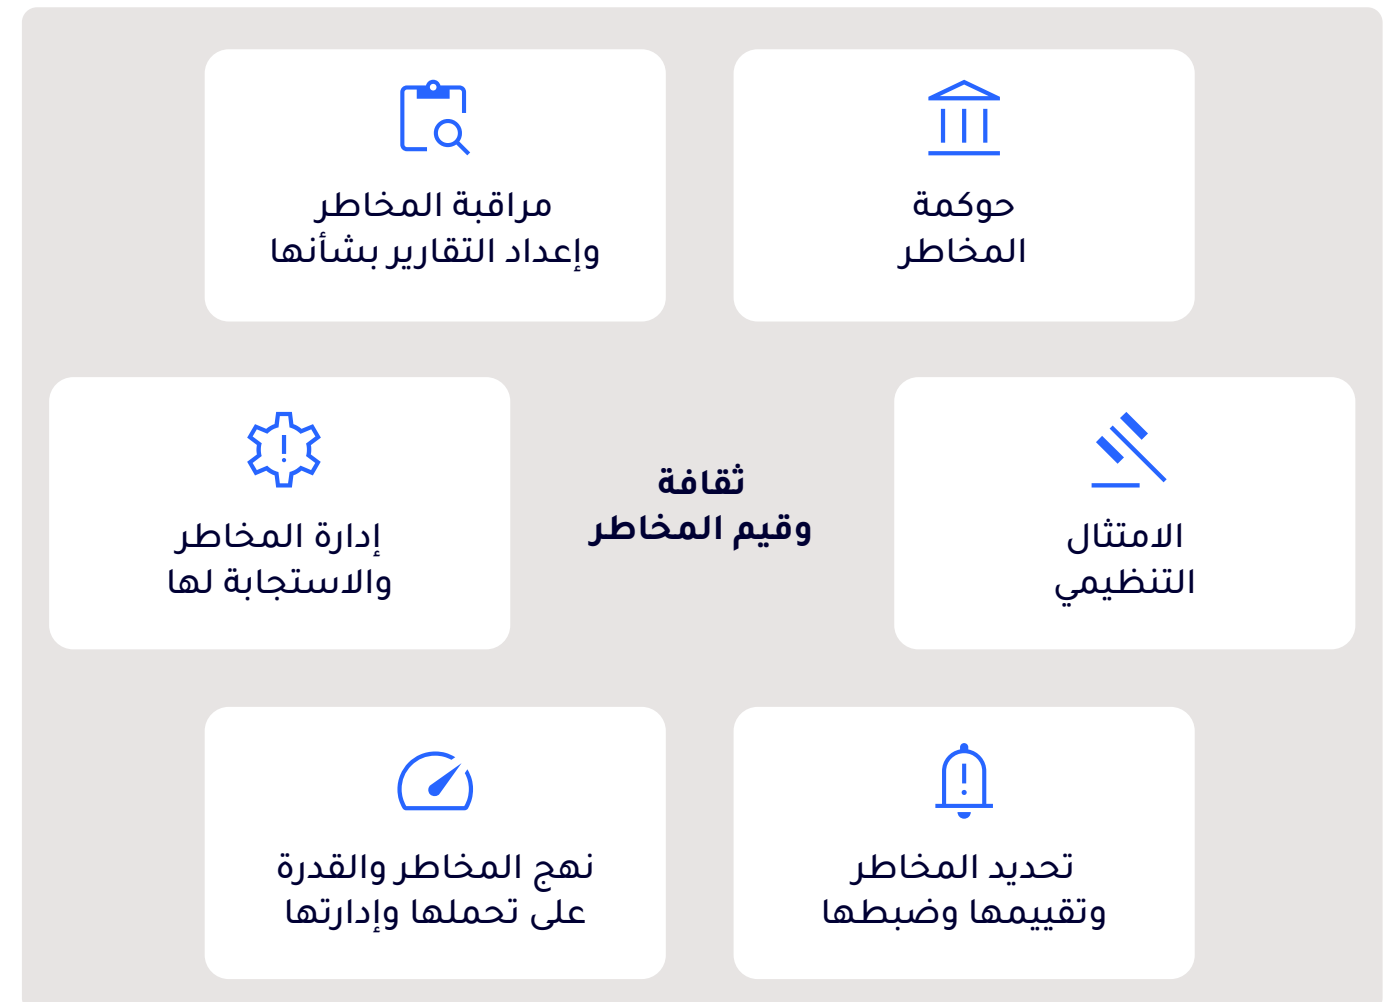 حوكمة
المخاطر
مراقبة المخاطر
وإعداد التقارير بشأنها
الامتثال
التنظيمي
ثقافة
وقيم المخاطر
إدارة المخاطر
والاستجابة لها
تحديد المخاطر
وتقييمها وضبطها
نهج المخاطر والقدرة
على تحملها وإدارتها